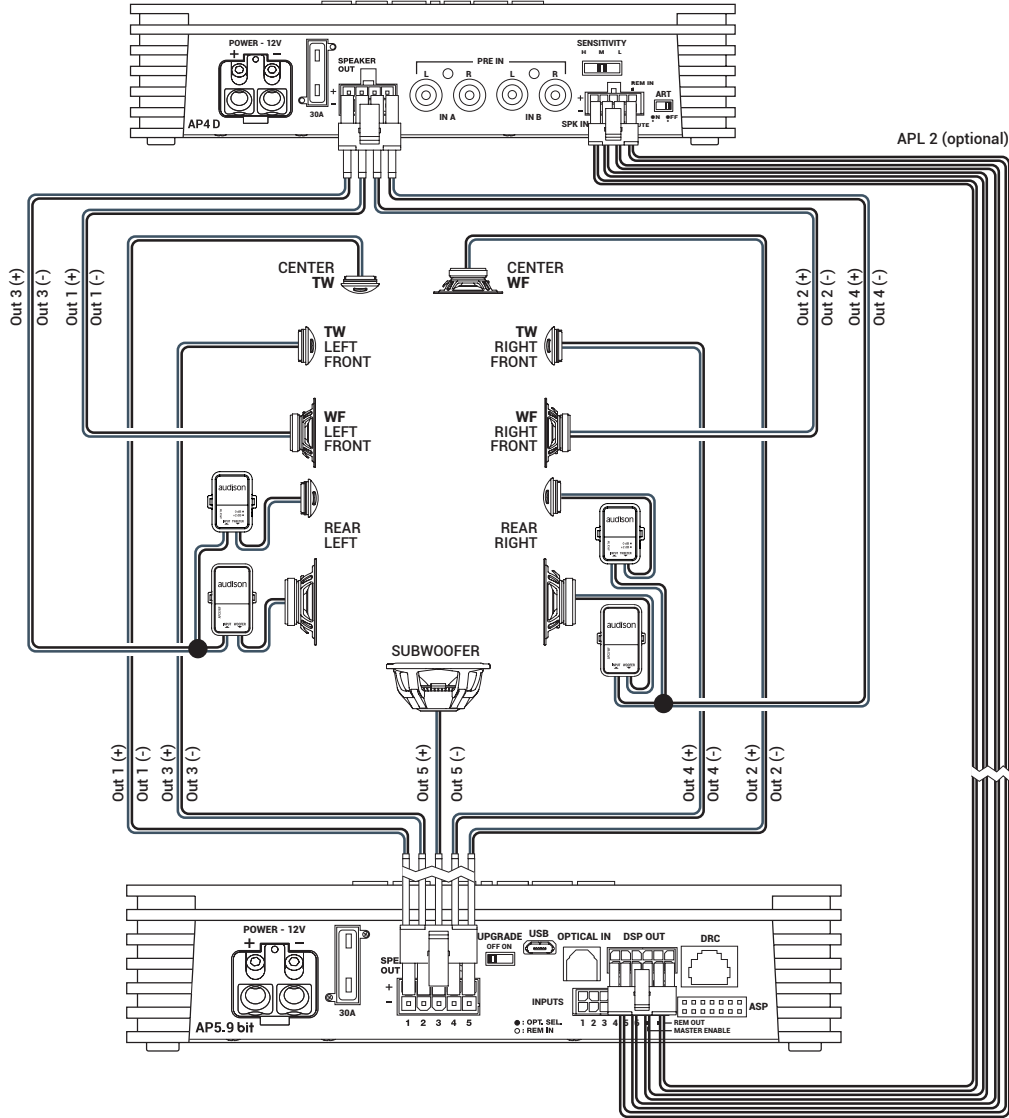 POWER - 12V
+ -
30A
SPEAKER
OUT
+
-
AP4 D
PRE IN
L R L R
IN A IN B
SENSITIVITY
H M L
REM IN
ART
ON OFF
+
-
SPK IN
APL 2 (optional)
Out 3 (+)
Out 3 (-)
Out 1 (+)
Out 1 (-)
CENTER
TW
CENTER
WF
Out 2 (+)
Out 2 (-)
Out 4 (+)
Out 4 (-)
TW
LEFT
FRONT
TW
RIGHT
FRONT
WF
LEFT
FRONT
WF
RIGHT
FRONT
audison
REAR
LEFT
audison
REAR
RIGHT
audison
audison
SUBWOOFER
Out 1 (+)
Out 1 (-)
Out 3 (+)
Out 3 (-)
Out 5 (+)
Out 5 (-)
Out 4 (+)
Out 4 (-)
Out 2 (+)
Out 2 (-)
POWER - 12V
+ -
30A
AP5.9 bit
OUT
+
-
1 2 3 4 5
UPGRADE
OFF ON
USB
OPTICAL IN
DSP OUT
DRC
INPUTS
ASP
● : OPT. SEL.
○ : REM IN
1 2 3 4 5
REM OUT
MASTER ENABLE